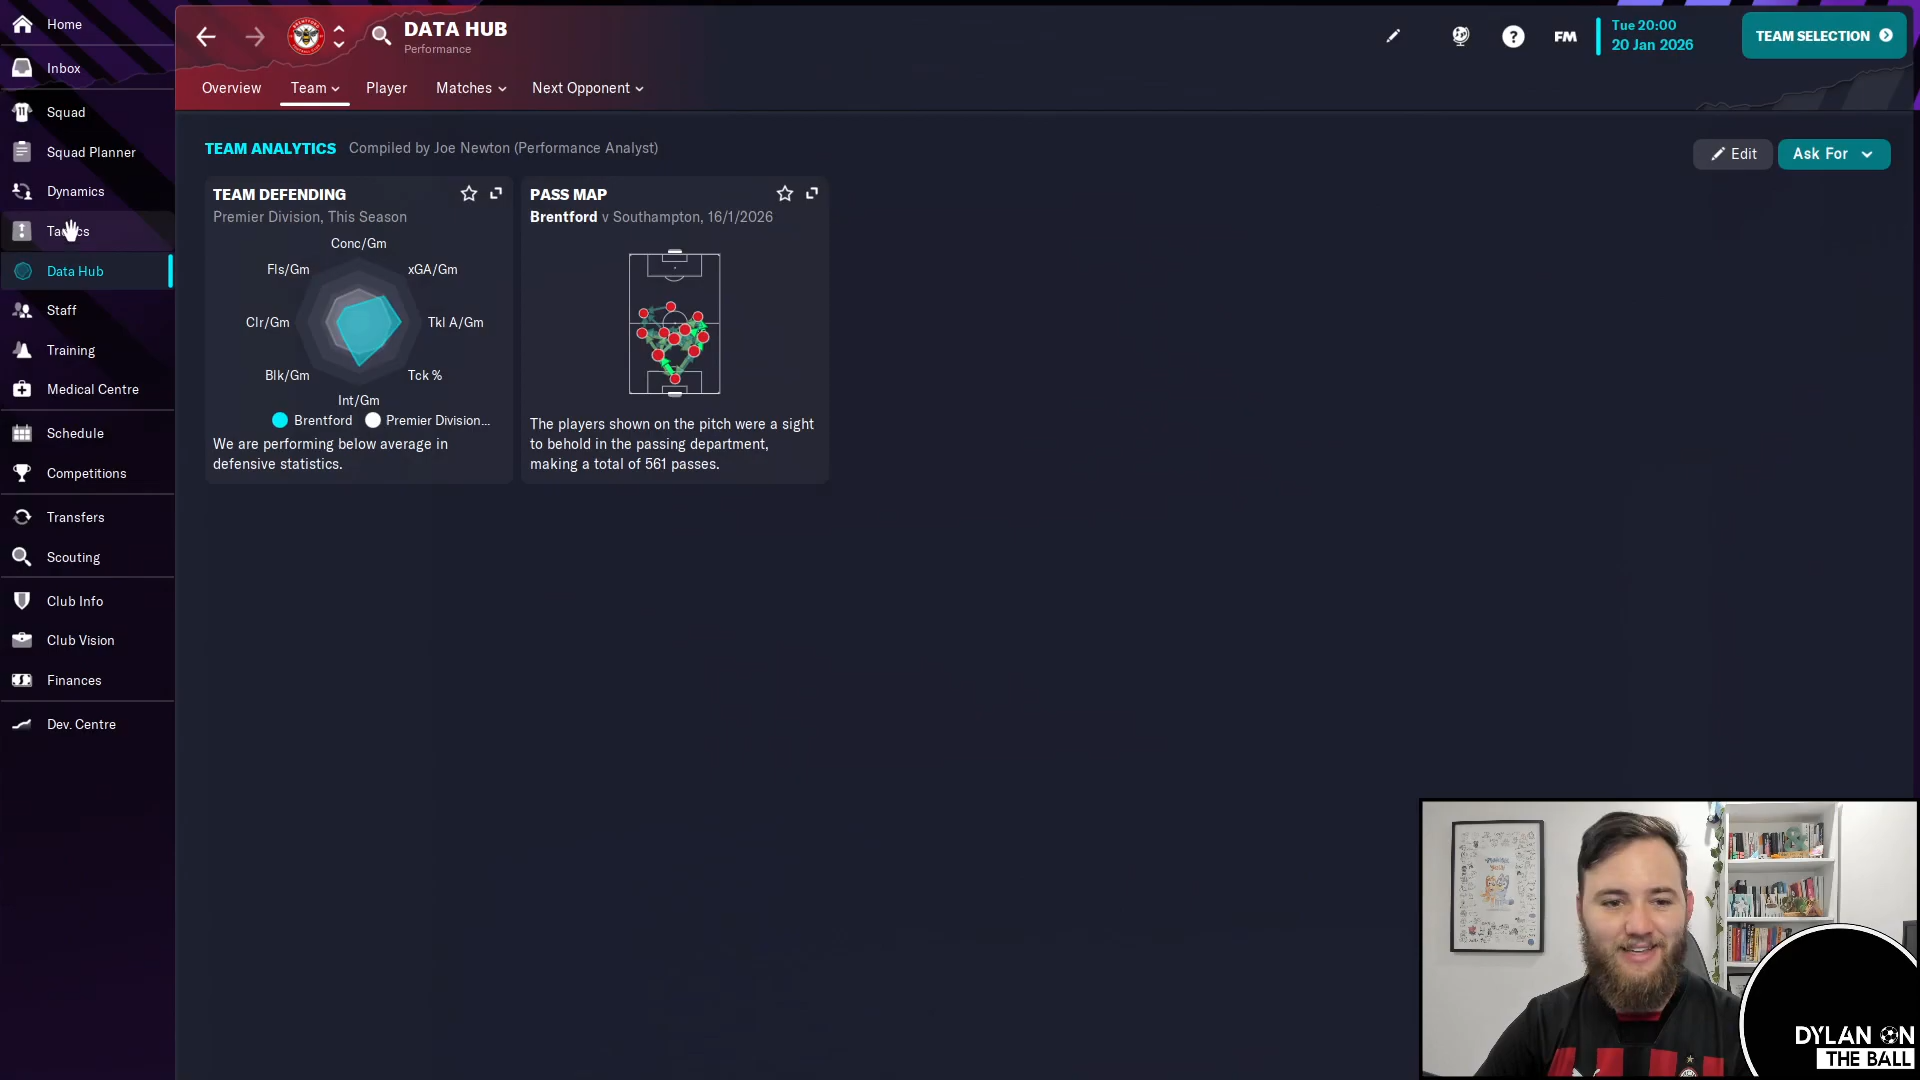 Home
Inbox
Squad
Squad Planner
Dynamics
Data Hub
Staff
Training
Medical Centre
Schedule
Competitions
Transfers
Scouting
Club Info
Club Vision
Finances
Dev. Centre
DATA HUB
Performance
FM
Tue 20:00
20 Jan 2026
TEAM SELECTION
Overview
Team
Player
Matches
Next Opponent
TEAM ANALYTICS Compiled by Joe Newton (Performance Analyst)
Edit
Ask For
TEAM DEFENDING
Premier Division, This Season
Conc/Gm
Fls/Gm
xGA/Gm
Clr/Gm
Tkl A/Gm
Blk/Gm
Tck %
Int/Gm
Brentford
Premier Division...
We are performing below average in
defensive statistics.
PASS MAP
Brentford v Southampton, 16/1/2026
The players shown on the pitch were a sight
to behold in the passing department,
making a total of 561 passes.
DYLAN ON
THE BALL